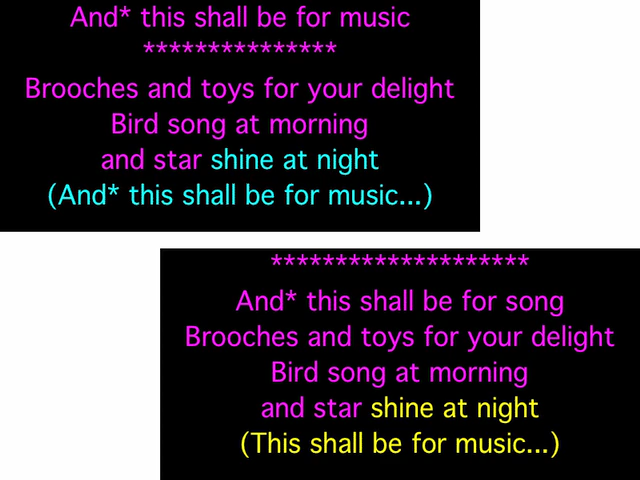 And* this shall be for music
***************
Brooches and toys for your delight
Bird song at morning
and star shine at night
(And* this shall be for music...)
********************
And* this shall be for song
Brooches and toys for your delight
Bird song at morning
and star shine at night
(This shall be for music...)